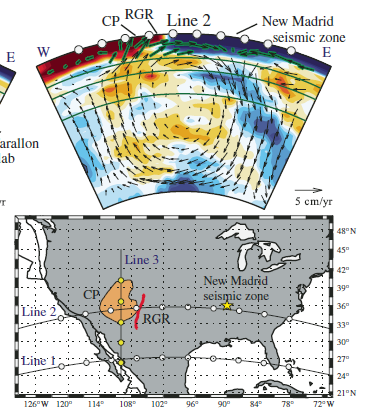 RGR
CP
Line 2
New Madrid
seismic zone
E
W
E
arallon
lab
yr
5 cm/yr
48°N
45°
Line 3
42°
New Madrid
39°
CP
seismic zone
36°
Line 2
RGR
33°
30°
Line 1
27°
24°
21°N
126°W 120° 114° 108° 102° 96° 90° 84° 78° 72°W